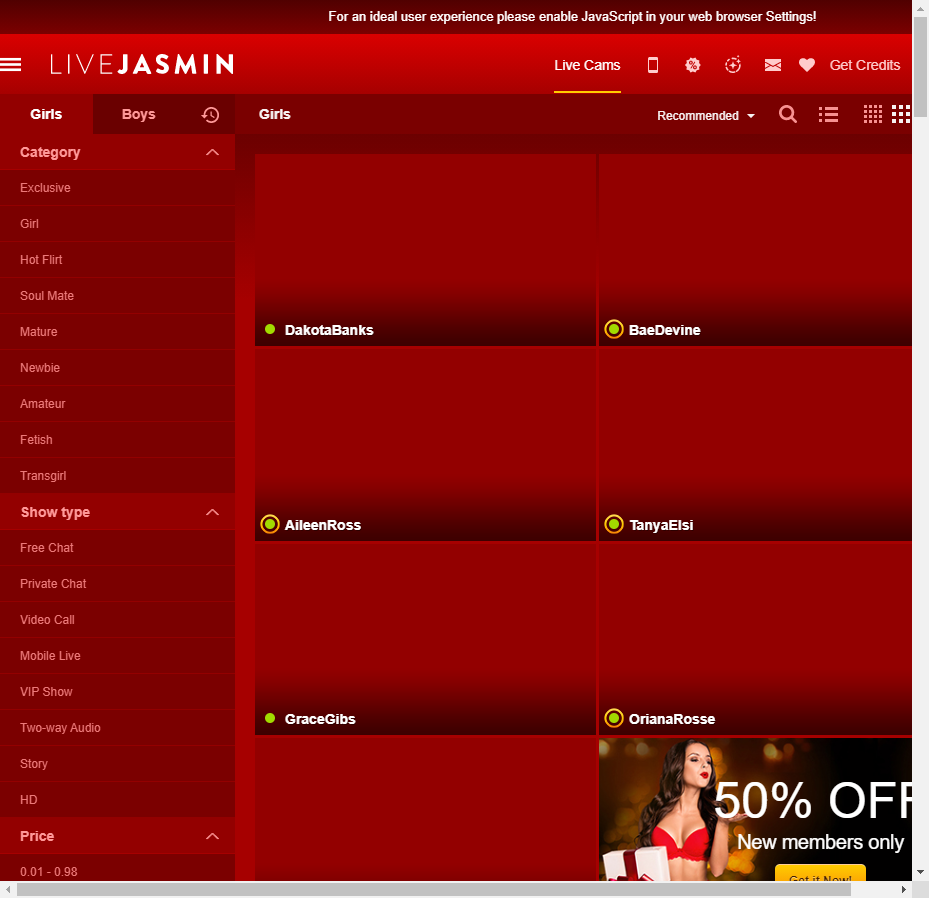 For an ideal user experience please enable JavaScript in your web browser Settings!
LIVEJASMIN
Live Cams
Get Credits
Girls
Boys
Girls
Recommended
Category
Exclusive
Girl
Hot Flirt
Soul Mate
Mature
Newbie
Amateur
Fetish
Transgirl
Show type
Free Chat
Private Chat
Video Call
Mobile Live
VIP Show
Two-way Audio
Story
HD
Price
0.01 - 0.98
DakotaBanks
BaeDevine
AileenRoss
TanyaElsi
GraceGibs
OrianaRosse
50% OFF
New members only
Got it Now!